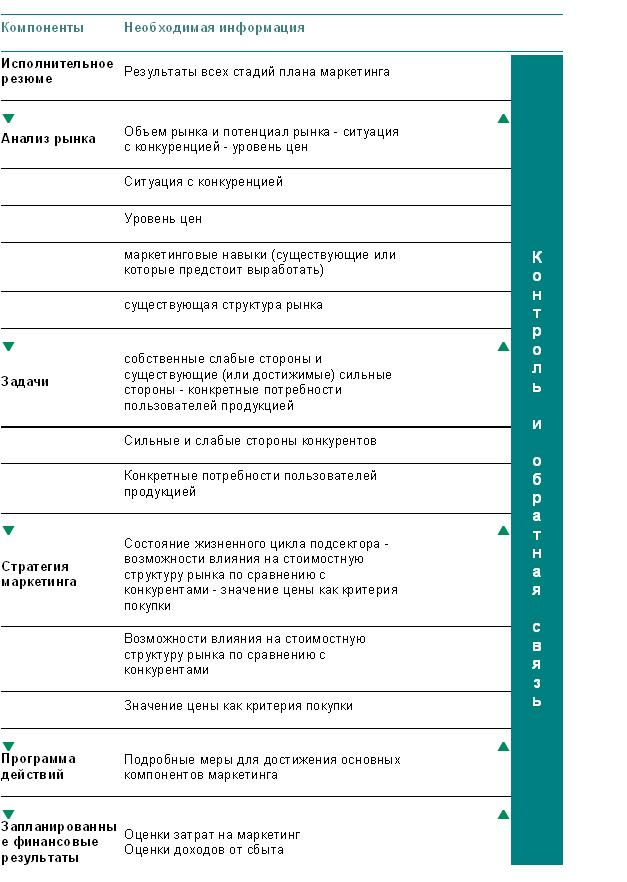 Компоненты Необходимая информация
Исполнительное
резюме
Результаты всех стадий плана маркетинга
Анализ рынка
Объем рынка и потенциал рынка - ситуация
с конкуренцией - уровень цен
Ситуация с конкуренцией
Уровень цен
маркетинговые навыки (существующие или
которые предстоит выработать)
существующая структура рынка
Задачи
собственные слабые стороны и
существующие (или достижимые) сильные
стороны - конкретные потребности
пользователей продукцией
Сильные и слабые стороны конкурентов
Конкретные потребности пользователей
продукцией
Стратегия
маркетинга
Состояние жизненного цикла подсектора -
возможности влияния на стоимостную
структуру рынка по сравнению с
конкурентами - значение цены как критерия
покупки
Возможности влияния на стоимостную
структуру рынка по сравнению с
конкурентами
Значение цены как критерия покупки
Программа
действий
Подробные меры для достижения основных
компонентов маркетинга
Запланированны
е финансовые
результаты
Оценки затрат на маркетинг
Оценки доходов от сбыта
Контроль и обратная связь